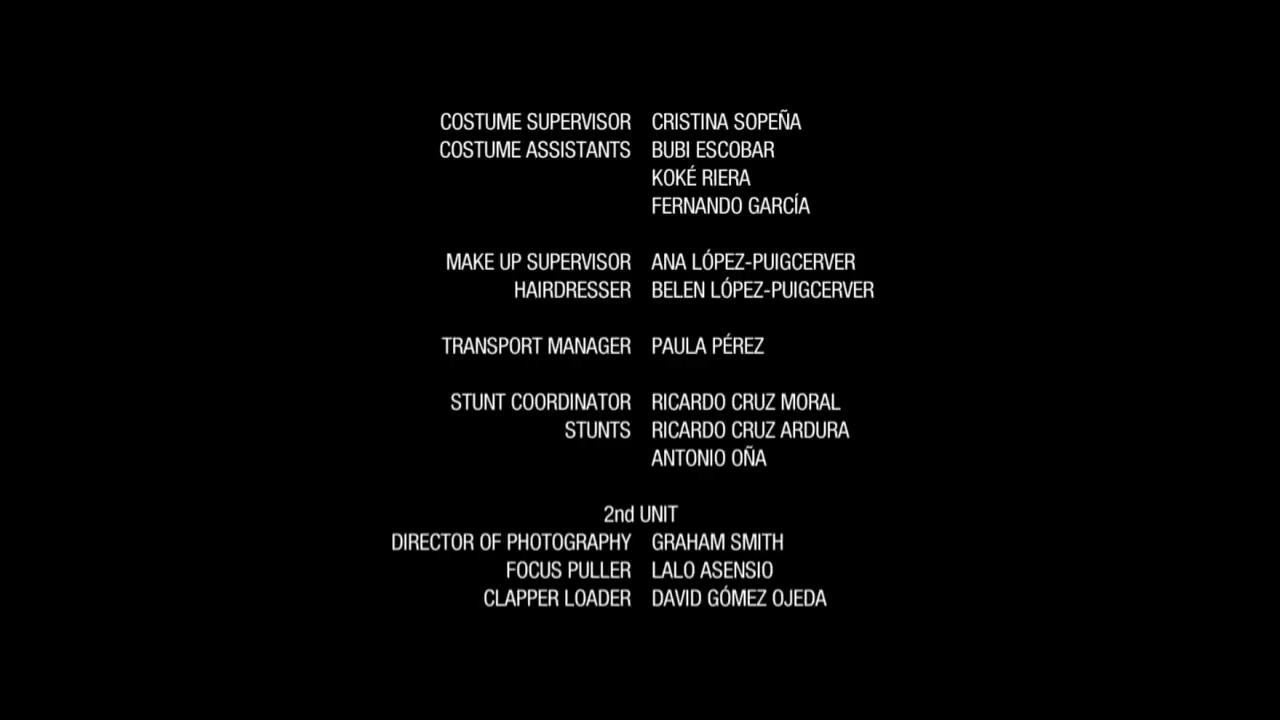 COSTUME SUPERVISOR CRISTINA SOPEÑA
COSTUME ASSISTANTS BUBI ESCOBAR
KOKÉ RIERA
FERNANDO GARCÍA
MAKE UP SUPERVISOR ANA LÓPEZ-PUIGCERVER
HAIRDRESSER BELEN LÓPEZ-PUIGCERVER
TRANSPORT MANAGER PAULA PÉREZ
STUNT COORDINATOR RICARDO CRUZ MORAL
STUNTS RICARDO CRUZ ARDURA
ANTONIO OÑA
2nd UNIT
DIRECTOR OF PHOTOGRAPHY GRAHAM SMITH
FOCUS PULLER LALO ASENSIO
CLAPPER LOADER DAVID GÓMEZ OJEDA